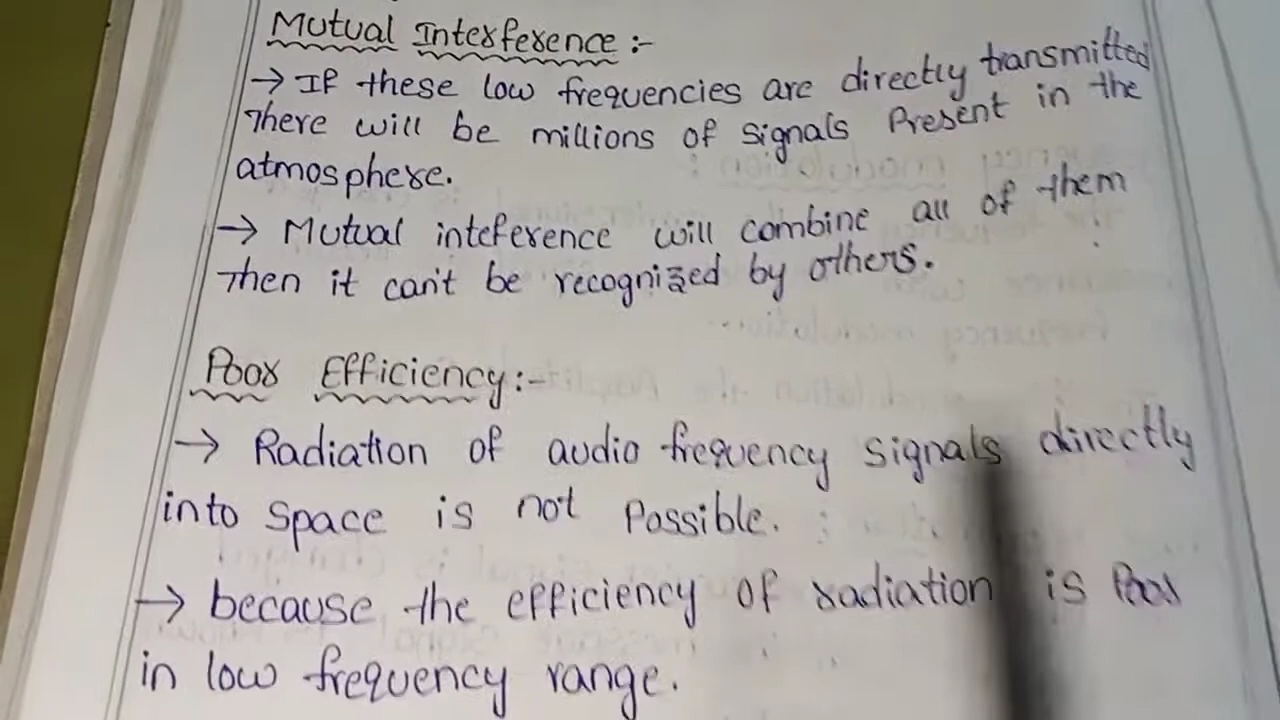 Mutual Interference :-
→ If these low frequencies are directly transmitted
There will be millions of signals Present in the
atmosphere.
→ Mutual inteference will combine all of them
Then it can't be recognized by others.
Poor Efficiency :-
→ Radiation of audio frequency signals directly
into space is not Possible.
→ because the efficiency of radiation is Poor
in low frequency range.